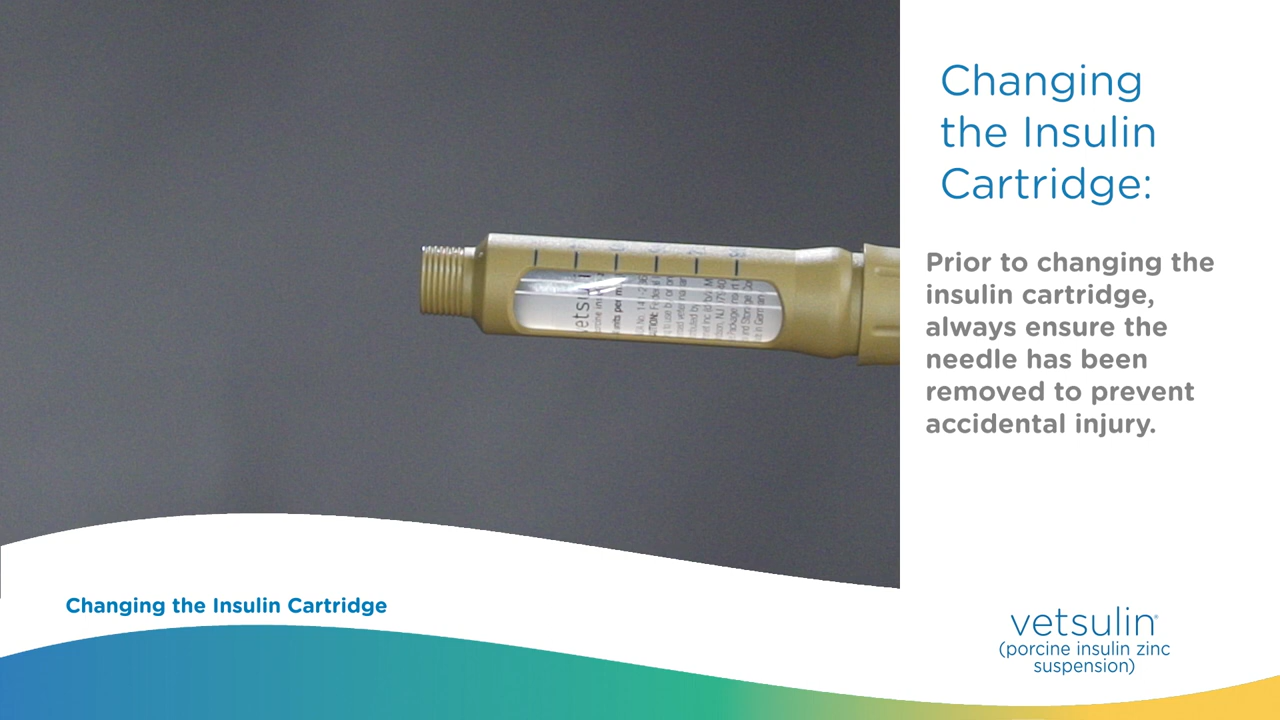 Changing
the Insulin
Cartridge:
Prior to changing the
insulin cartridge,
always ensure the
needle has been
removed to prevent
accidental injury.
Changing the Insulin Cartridge
vetsulin®
(porcine insulin zinc
suspension)